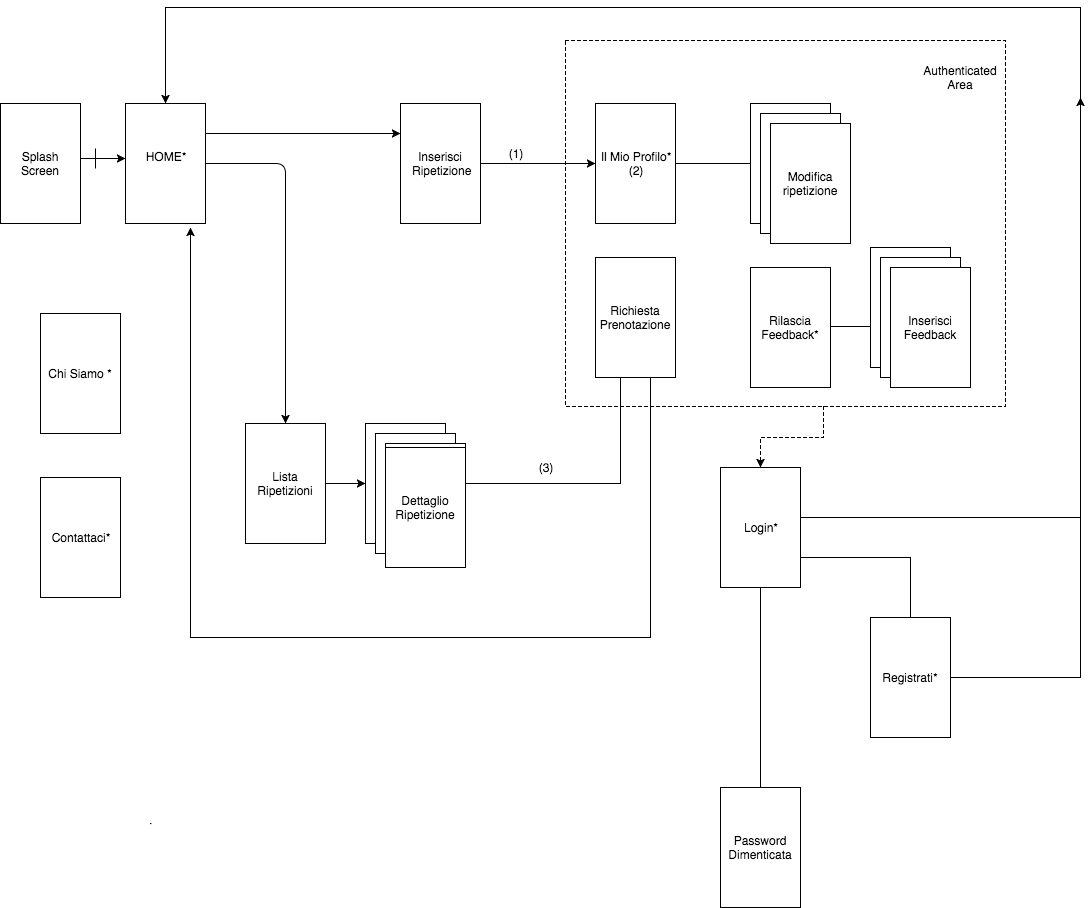 Authenticated
Area
Splash
Screen
HOME*
Inserisci
Ripetizione
(1)
Il Mio Profilo*
(2)
Modifica
ripetizione
Richiesta
Prenotazione
Rilascia
Feedback*
Inserisci
Feedback
Chi Siamo *
Lista
Ripetizioni
Dettaglio
Ripetizione
(3)
Contattaci*
Login*
Registrati*
Password
Dimenticata
.